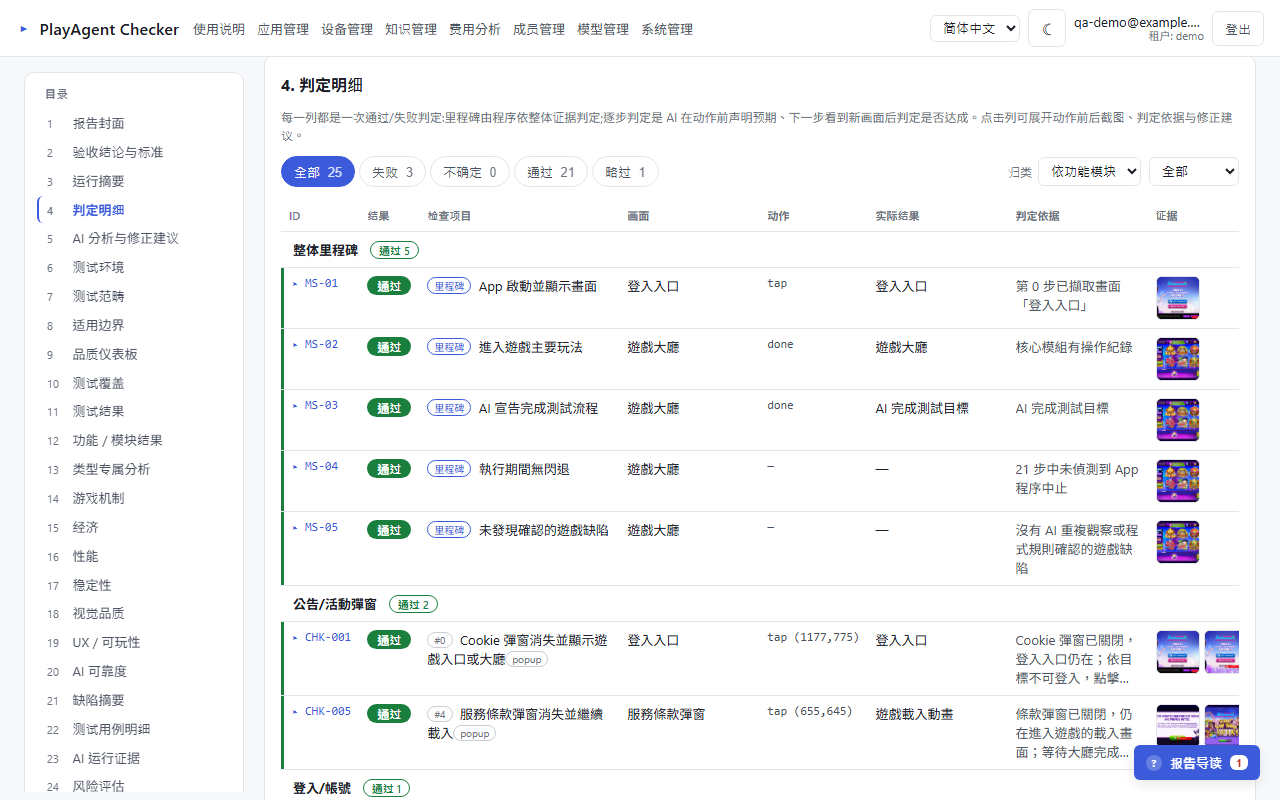 PlayAgent Checker 使用说明 应用管理 设备管理 知识管理 费用分析 成员管理 模型管理 系统管理 简体中文 qa-demo@example.... 租户: demo 登出
目录
1 报告封面
2 验收结论与标准
3 运行摘要
4 判定明细
5 AI 分析与修正建议
6 测试环境
7 测试范畴
8 适用边界
9 品质仪表板
10 测试覆盖
11 测试结果
12 功能 / 模块结果
13 类型专属分析
14 游戏机制
15 经济
16 性能
17 稳定性
18 视觉品质
19 UX / 可玩性
20 AI 可靠度
21 缺陷摘要
22 测试用例明细
23 AI 运行证据
24 风险评估
4. 判定明细
每一列都是一次通过/失败判定:里程碑由程序依整体证据判定;逐步判定是 AI 在动作前声明预期、下一步看到新画面后判定是否达成。点击列可展开动作前后截图、判定依据与修正建
议。
全部 25 失败 3 不确定 0 通过 21 略过 1 归类 依功能模块 全部
ID 结果 检查项目 画面 动作 实际结果 判定依据 证据
整体里程碑 通过 5
MS-01 通过 里程碑 App 啟動並顯示畫面 登入入口 tap 登入入口 第 0 步已擷取畫面
「登入入口」
MS-02 通过 里程碑 進入遊戲主要玩法 遊戲大廳 done 遊戲大廳 核心模組有操作紀錄
MS-03 通过 里程碑 AI 宣告完成測試流程 遊戲大廳 done AI 完成測試目標 AI 完成測試目標
MS-04 通过 里程碑 執行期間無閃退 遊戲大廳 — — 21 步中未偵測到 App
程序中止
MS-05 通过 里程碑 未發現確認的遊戲缺陷 遊戲大廳 — — 沒有 AI 重複觀察或程
式規則確認的遊戲缺
陷
公告/活動彈窗 通过 2
CHK-001 通过 #0 Cookie 彈窗消失並顯示遊 登入入口 tap (1177,775) 登入入口 Cookie 彈窗已關閉，
戲入口或大廳 popup 登入入口仍在；依目
標不可登入，點擊...
CHK-005 通过 #4 服務條款彈窗消失並繼續 服務條款彈窗 tap (655,645) 遊戲載入動畫 條款彈窗已關閉，仍
載入 popup 在進入遊戲的載入畫
面；等待大廳完成...
登入/帳號 通过 1
? 报告导读 1